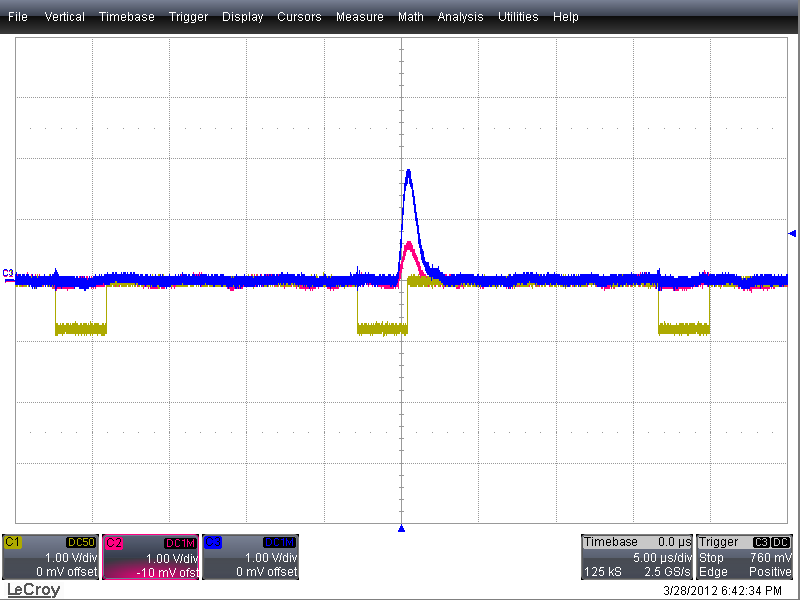 File Vertical Timebase Trigger Display Cursors Measure Math Analysis Utilities Help
C3
C1 DC50
1.00 V/div
0 mV offset
C2 DC1M
1.00 V/div
-10 mV ofst
DC1M
1.00 V/div
0 mV offset
Timebase 0.0 µs
5.00 µs/div
125 kS 2.5 GS/s
Trigger C3 DC
Stop 760 mV
Edge Positive
LeCroy
3/28/2012 6:42:34 PM